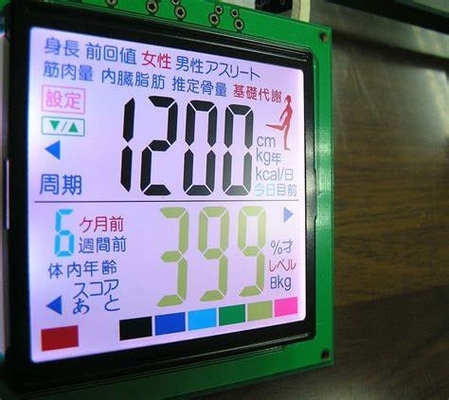 身長 前回値 女性 男性アスリート
筋肉量 内臓脂肪 推定骨量 基礎代謝
設定
▼/▲
1200
cm
kg年
kcal/日
周期
今日目前
6
ケ月前
週間前
399
%才
レベル
Bkg
体内年齢
スコア
あと